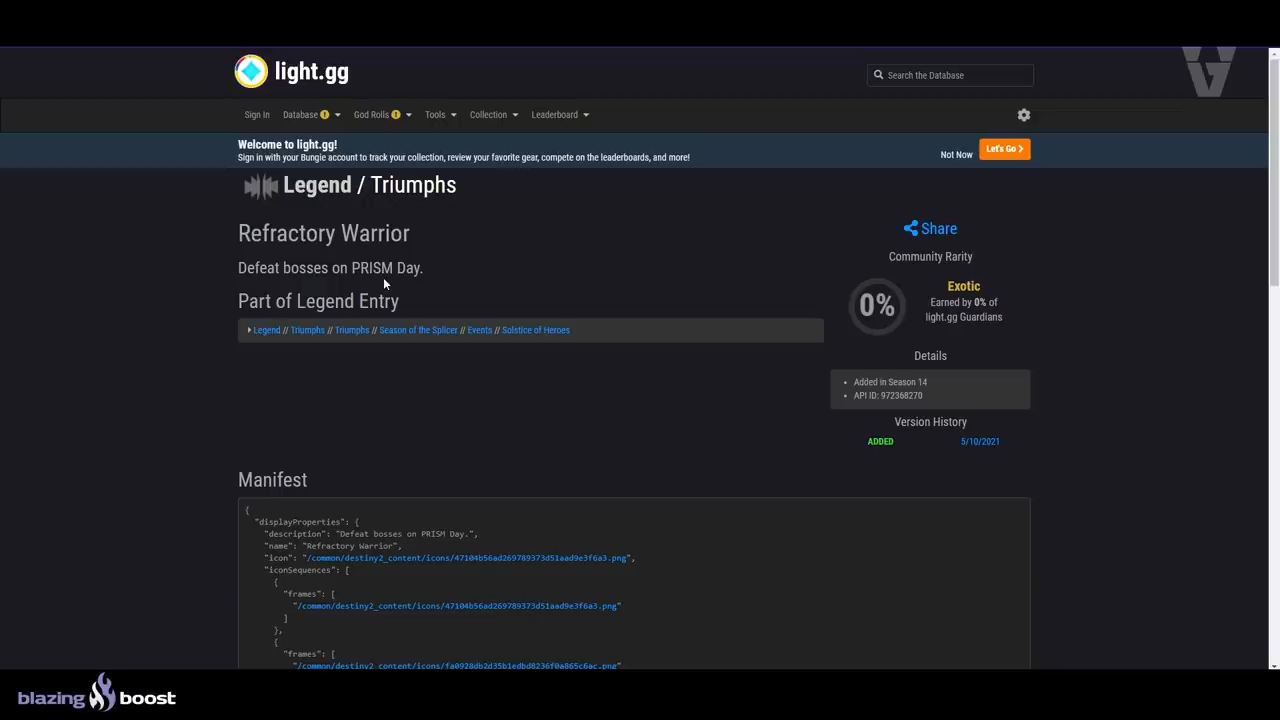 light.gg
Search the Database
Sign In Database ! God Rolls ! Tools Collection Leaderboard
Welcome to light.gg!
Sign in with your Bungie account to track your collection, review your favorite gear, compete on the leaderboards, and more!
Not Now Let's Go
Legend / Triumphs
Refractory Warrior
Defeat bosses on PRISM Day.
Part of Legend Entry
Legend // Triumphs // Triumphs // Season of the Splicer // Events // Solstice of Heroes
Share
Community Rarity
0%
Exotic
Earned by 0% of
light.gg Guardians
Details
Added in Season 14
API ID: 972368270
Version History
ADDED 5/10/2021
Manifest
{
"displayProperties": {
"description": "Defeat bosses on PRISM Day.",
"name": "Refractory Warrior",
"icon": "/common/destiny2_content/icons/47104b56ad269789373d51aad9e3f6a3.png",
"iconSequences": [
{
"frames": [
"/common/destiny2_content/icons/47104b56ad269789373d51aad9e3f6a3.png"
]
},
{
"frames": [
"/common/destiny2_content/icons/fa0928db2d35b1edbd8236f0a865c6ac.png"
blazing boost